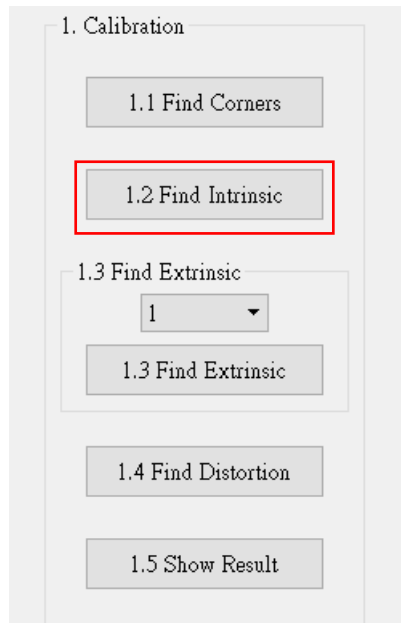 1. Calibration
1.1 Find Corners
1.2 Find Intrinsic
1.3 Find Extrinsic
1
1.3 Find Extrinsic
1.4 Find Distortion
1.5 Show Result